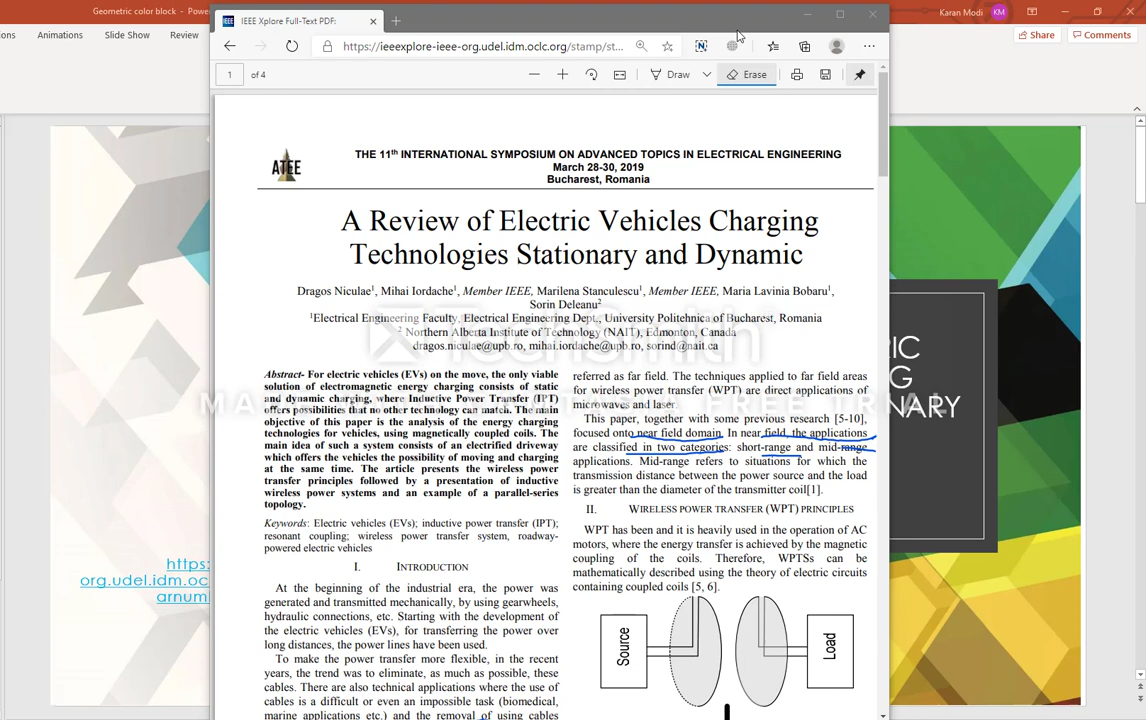 Geometric color block - Powe
Karan Modi KM
ons Animations Slide Show Review
Share Comments
IEEE Xplore Full-Text PDF:
https://ieeexplore-ieee-org.udel.idm.oclc.org/stamp/st...
1 of 4
Draw Erase
ATEE
THE 11th INTERNATIONAL SYMPOSIUM ON ADVANCED TOPICS IN ELECTRICAL ENGINEERING
March 28-30, 2019
Bucharest, Romania
A Review of Electric Vehicles Charging
Technologies Stationary and Dynamic
Dragos Niculae1, Mihai Iordache1, Member IEEE, Marilena Stanculescu1, Member IEEE, Maria Lavinia Bobaru1,
Sorin Deleanu2
1Electrical Engineering Faculty, Electrical Engineering Dept., University Politehnica of Bucharest, Romania
2 Northern Alberta Institute of Technology (NAIT), Edmonton, Canada
dragos.niculae@upb.ro, mihai.iordache@upb.ro, sorind@nait.ca
Abstract- For electric vehicles (EVs) on the move, the only viable
solution of electromagnetic energy charging consists of static
and dynamic charging, where Inductive Power Transfer (IPT)
offers possibilities that no other technology can match. The main
objective of this paper is the analysis of the energy charging
technologies for vehicles, using magnetically coupled coils. The
main idea of such a system consists of an electrified driveway
which offers the vehicles the possibility of moving and charging
at the same time. The article presents the wireless power
transfer principles followed by a presentation of inductive
wireless power systems and an example of a parallel-series
topology.
Keywords: Electric vehicles (EVs); inductive power transfer (IPT);
resonant coupling; wireless power transfer system, roadway-
powered electric vehicles
I. INTRODUCTION
At the beginning of the industrial era, the power was
generated and transmitted mechanically, by using gearwheels,
hydraulic connections, etc. Starting with the development of
the electric vehicles (EVs), for transferring the power over
long distances, the power lines have been used.
To make the power transfer more flexible, in the recent
years, the trend was to eliminate, as much as possible, these
cables. There are also technical applications where the use of
cables is a difficult or even an impossible task (biomedical,
marine applications etc.) and the removal of using cables
referred as far field. The techniques applied to far field areas
for wireless power transfer (WPT) are direct applications of
microwaves and laser.
This paper, together with some previous research [5-10],
focused onto near field domain. In near field, the applications
are classified in two categories: short-range and mid-range
applications. Mid-range refers to situations for which the
transmission distance between the power source and the load
is greater than the diameter of the transmitter coil[1].
II. WIRELESS POWER TRANSFER (WPT) PRINCIPLES
WPT has been and it is heavily used in the operation of AC
motors, where the energy transfer is achieved by the magnetic
coupling of the coils. Therefore, WPTSs can be
mathematically described using the theory of electric circuits
containing coupled coils [5, 6].
Source
Load
TechSmith
https:
org.udel.idm.oc
arnum
RIC
G
NARY